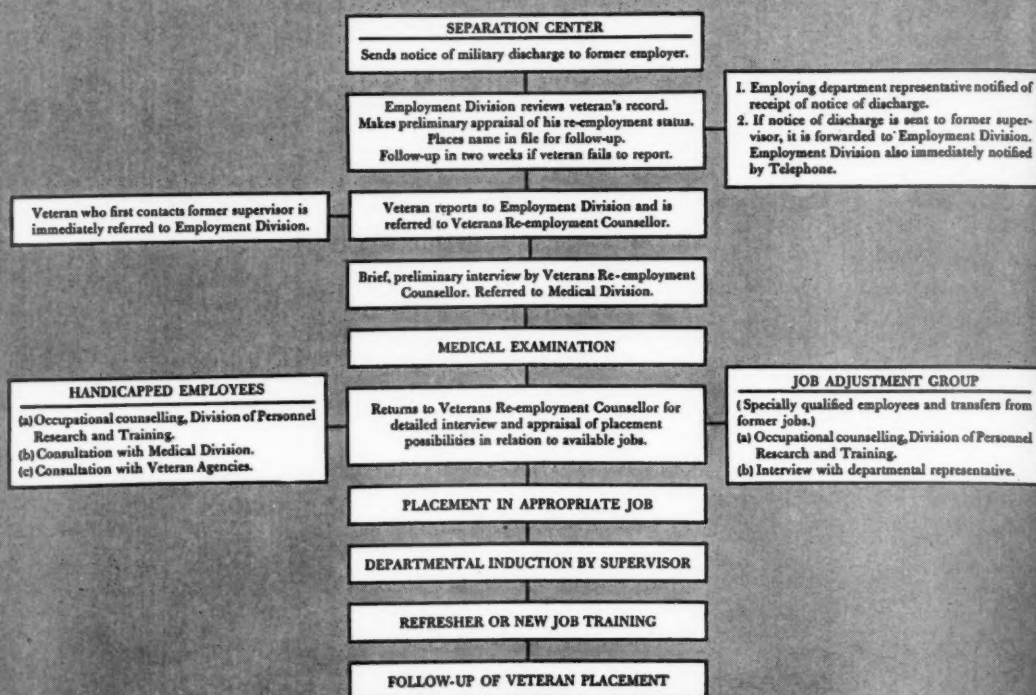 SEPARATION CENTER
Sends notice of military discharge to former employer.
Employment Division reviews veteran's record.
Makes preliminary appraisal of his re-employment status.
Places name in file for follow-up.
Follow-up in two weeks if veteran fails to report.
1. Employing department representative notified of
receipt of notice of discharge.
2. If notice of discharge is sent to former super-
visor, it is forwarded to Employment Division.
Employment Division also immediately notified
by Telephone.
Veteran who first contacts former supervisor is
immediately referred to Employment Division.
Veteran reports to Employment Division and is
referred to Veterans Re-employment Counsellor.
Brief, preliminary interview by Veterans Re-employment
Counsellor. Referred to Medical Division.
MEDICAL EXAMINATION
HANDICAPPED EMPLOYEES
(a) Occupational counselling, Division of Personnel
Research and Training.
(b) Consultation with Medical Division.
(c) Consultation with Veteran Agencies.
Returns to Veterans Re-employment Counsellor for
detailed interview and appraisal of placement
possibilities in relation to available jobs.
JOB ADJUSTMENT GROUP
(Specially qualified employees and transfers from
former jobs.)
(a) Occupational counselling, Division of Personnel
Research and Training.
(b) Interview with departmental representative.
PLACEMENT IN APPROPRIATE JOB
DEPARTMENTAL INDUCTION BY SUPERVISOR
REFRESHER OR NEW JOB TRAINING
FOLLOW-UP OF VETERAN PLACEMENT